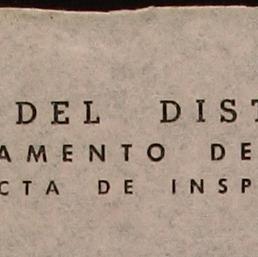 DEL DIST
AMENTO DE
CTA DE INSP